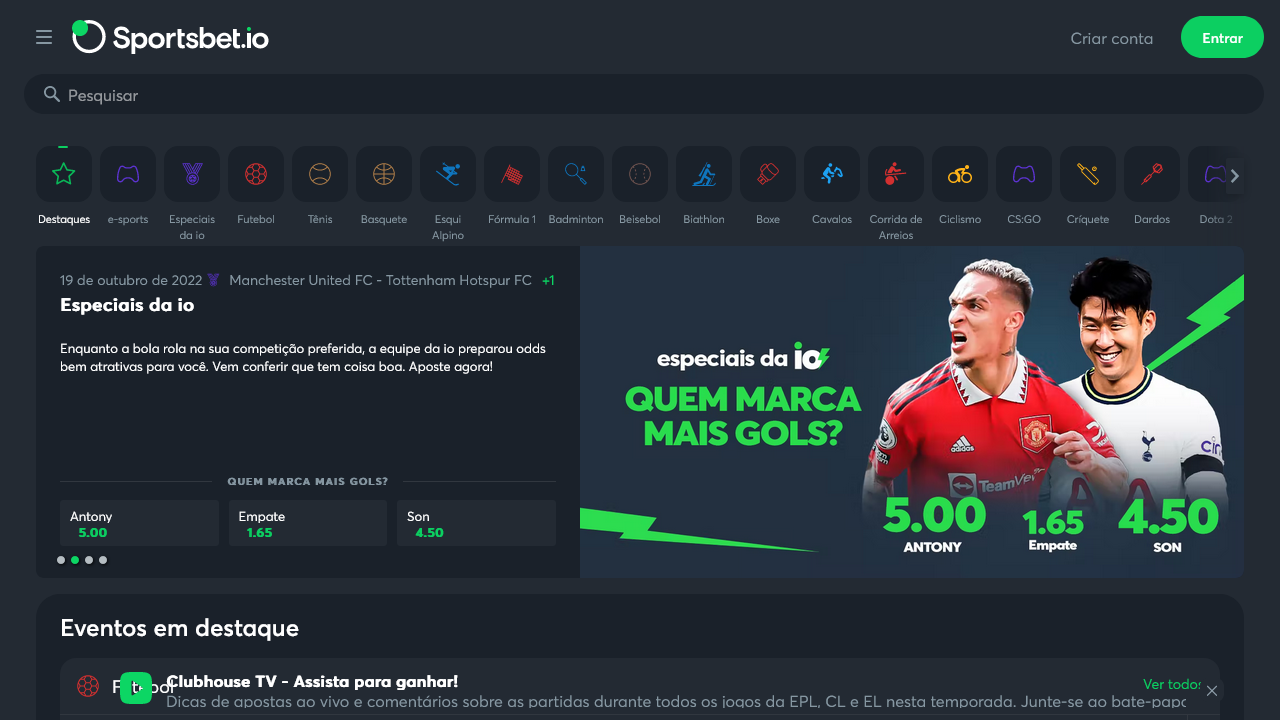 Sportsbet.io
Criar conta
Entrar
Pesquisar
Destaques
e-sports
Especiais da io
Futebol
Tênis
Basquete
Esqui Alpino
Fórmula 1
Badminton
Beisebol
Biathlon
Boxe
Cavalos
Corrida de Arreios
Ciclismo
CS:GO
Críquete
Dardos
Dota 2
19 de outubro de 2022
Manchester United FC - Tottenham Hotspur FC +1
Especiais da io
Enquanto a bola rola na sua competição preferida, a equipe da io preparou odds
bem atrativas para você. Vem conferir que tem coisa boa. Aposte agora!
QUEM MARCA MAIS GOLS?
Antony
5.00
Empate
1.65
Son
4.50
especiais da io
QUEM MARCA
MAIS GOLS?
adidas
TeamVie
5.00
ANTONY
1.65
Empate
4.50
SON
Eventos em destaque
Clubhouse TV - Assista para ganhar!
Ver todos
Dicas de apostas ao vivo e comentários sobre as partidas durante todos os jogos da EPL, CL e EL nesta temporada. Junte-se ao bate-papo